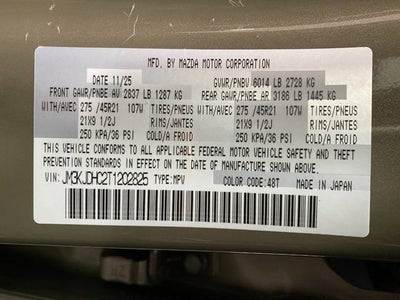 MFD. BY MAZDA MOTOR CORPORATION
DATE 11/25 GVWR/PNBV 6014 LB 2728 KG
FRONT GAWR/PNBE AV 2837 LB 1287 KG REAR GAWR/PNBE AR 3186 LB 1445 KG
WITH/AVEC 275 /45R21 107W TIRES/PNEUS WITH/AVEC 275 /45R21 107W TIRES/PNEUS
21X9 1/2J RIMS/JANTES 21X9 1/2J RIMS/JANTES
250 KPA/36 PSI COLD/A FROID 250 KPA/36 PSI COLD/A FROID
THIS VEHICLE CONFORMS TO ALL APPLICABLE FEDERAL MOTOR VEHICLE SAFETY AND THEFT
PREVENTION STANDARDS IN EFFECT ON THE DATE OF MANUFACTURE SHOWN ABOVE.
VIN: JM3KJDHC2T1202825 TYPE:MPV COLOR CODE:48T MADE IN JAPAN